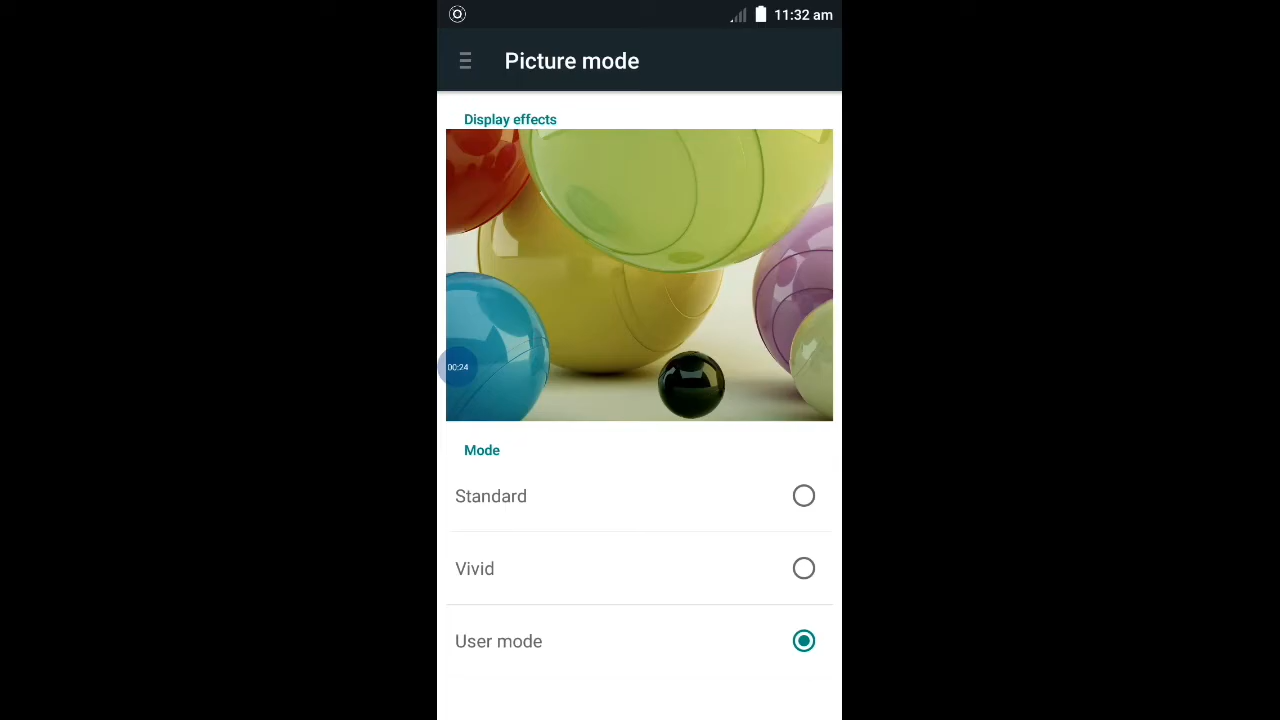 11:32 am
Picture mode
Display effects
00:24
Mode
Standard
Vivid
User mode